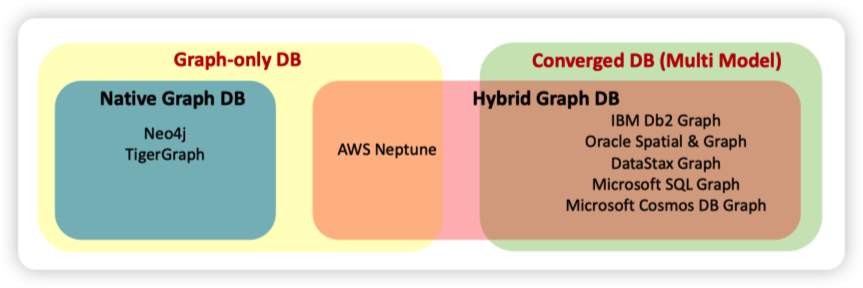 Graph-only DB
Converged DB (Multi Model)
Native Graph DB
Hybrid Graph DB
Neo4j
TigerGraph
AWS Neptune
IBM Db2 Graph
Oracle Spatial & Graph
DataStax Graph
Microsoft SQL Graph
Microsoft Cosmos DB Graph